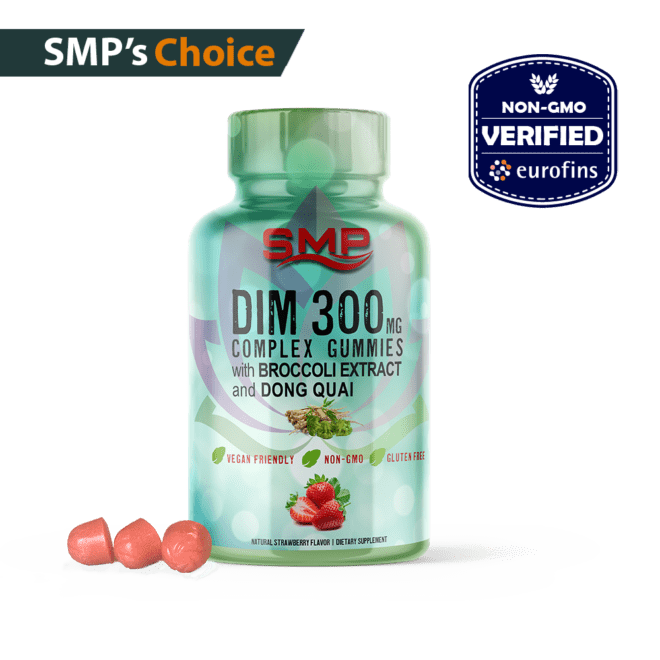 SMP's Choice
NON-GMO
VERIFIED
eurofins
SMP
DIM 300MG
COMPLEX GUMMIES
with BROCCOLI EXTRACT
and DONG QUAI
VEGAN FRIENDLY NON-GMO GLUTEN FREE
NATURAL STRAWBERRY FLAVOR | DIETARY SUPPLEMENT